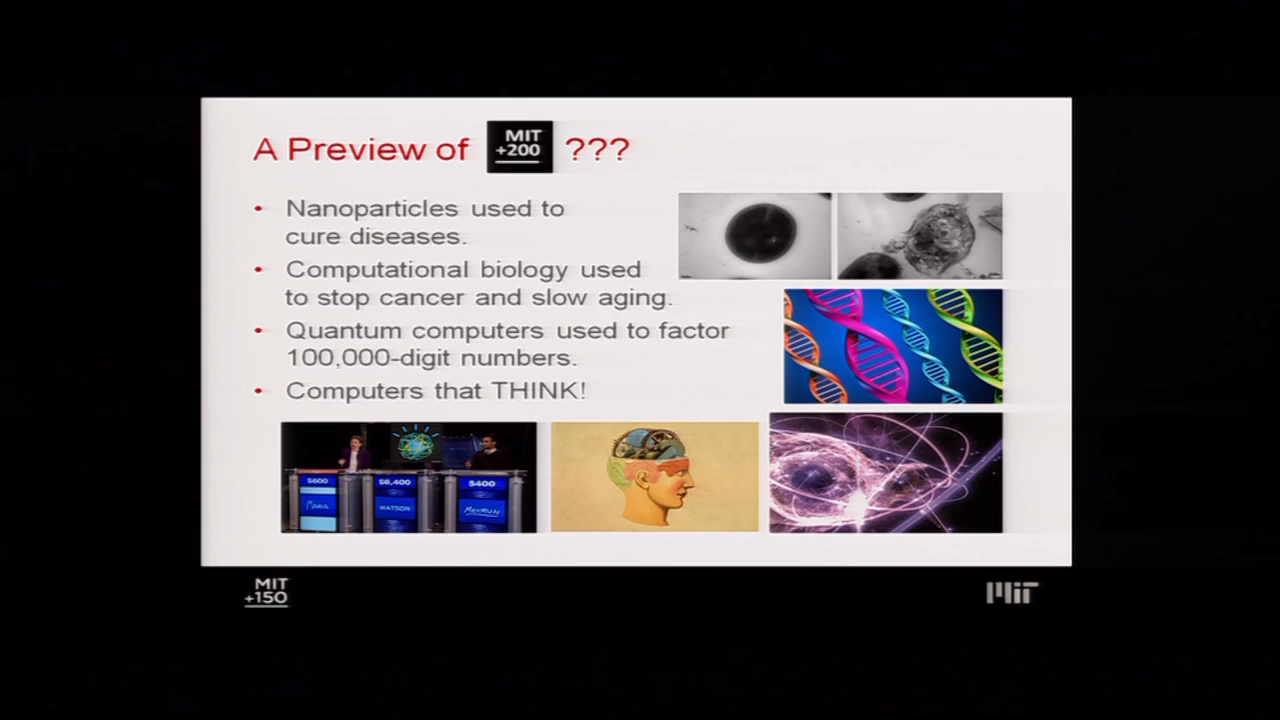 A Preview of MIT +200 ???
• Nanoparticles used to
cure diseases.
• Computational biology used
to stop cancer and slow aging.
• Quantum computers used to factor
100,000-digit numbers.
• Computers that THINK!
$600 $6,400 $400
MARIA WATSON
MIT
+150
MIT